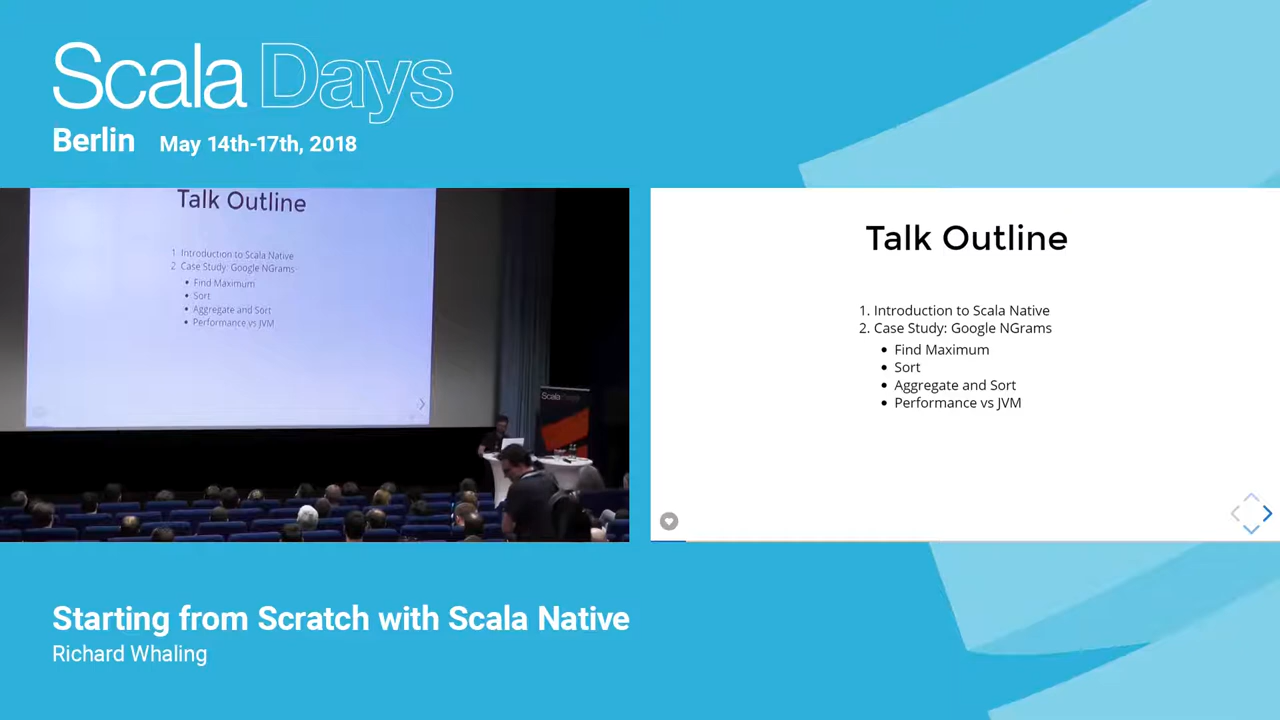 Scala Days
Berlin May 14th-17th, 2018
Talk Outline
1 Introduction to Scala Native
2 Case Study: Google NGrams
• Find Maximum
• Sort
• Aggregate and Sort
• Performance vs JVM
ScalaDays
Talk Outline
1. Introduction to Scala Native
2. Case Study: Google NGrams
• Find Maximum
• Sort
• Aggregate and Sort
• Performance vs JVM
Starting from Scratch with Scala Native
Richard Whaling